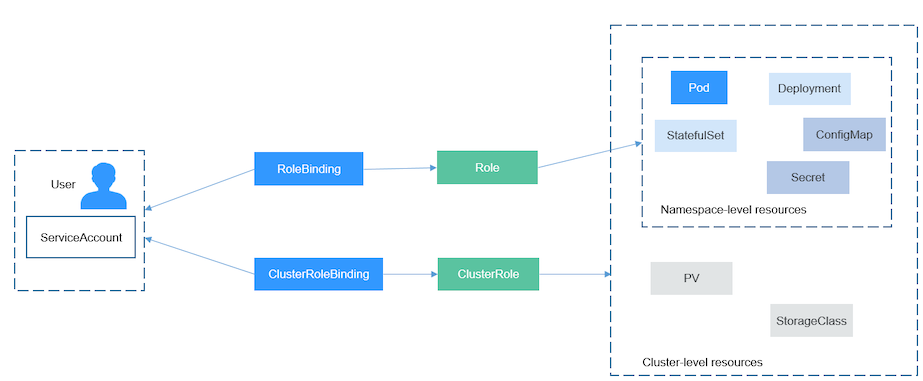 User
ServiceAccount
RoleBinding
Role
ClusterRoleBinding
ClusterRole
Pod
Deployment
StatefulSet
ConfigMap
Secret
Namespace-level resources
PV
StorageClass
Cluster-level resources